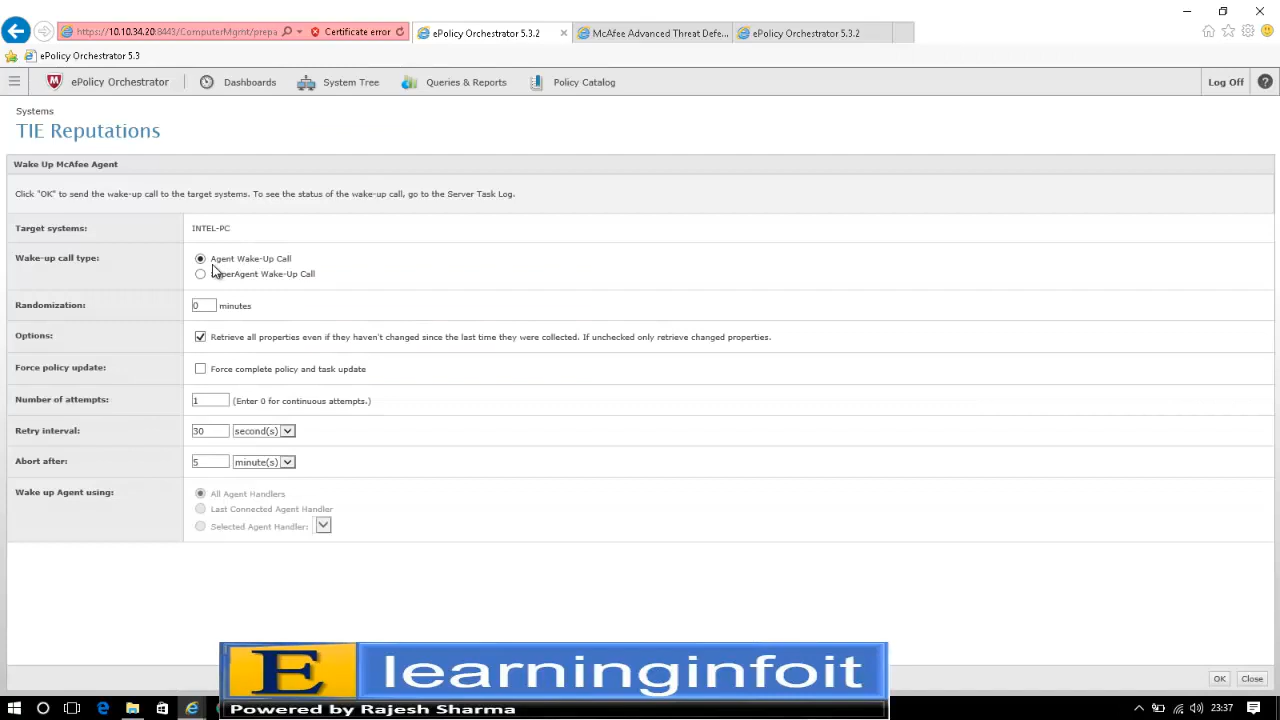 https://10.10.34.20:8443/ComputerMgmt/prepa
Certificate error
ePolicy Orchestrator 5.3.2
McAfee Advanced Threat Defe...
ePolicy Orchestrator 5.3.2
ePolicy Orchestrator 5.3
ePolicy Orchestrator
Dashboards
System Tree
Queries & Reports
Policy Catalog
Log Off
?
Systems
TIE Reputations
Wake Up McAfee Agent
Click "OK" to send the wake-up call to the target systems. To see the status of the wake-up call, go to the Server Task Log.
Target systems: INTEL-PC
Wake-up call type: Agent Wake-Up Call
perAgent Wake-Up Call
Randomization: 0 minutes
Options: Retrieve all properties even if they haven't changed since the last time they were collected. If unchecked only retrieve changed properties.
Force policy update: Force complete policy and task update
Number of attempts: 1 (Enter 0 for continuous attempts.)
Retry interval: 30 second(s)
Abort after: 5 minute(s)
Wake up Agent using: All Agent Handlers
Last Connected Agent Handler
Selected Agent Handler:
OK Close
E learninginfoit
Powered by Rajesh Sharma
23:37